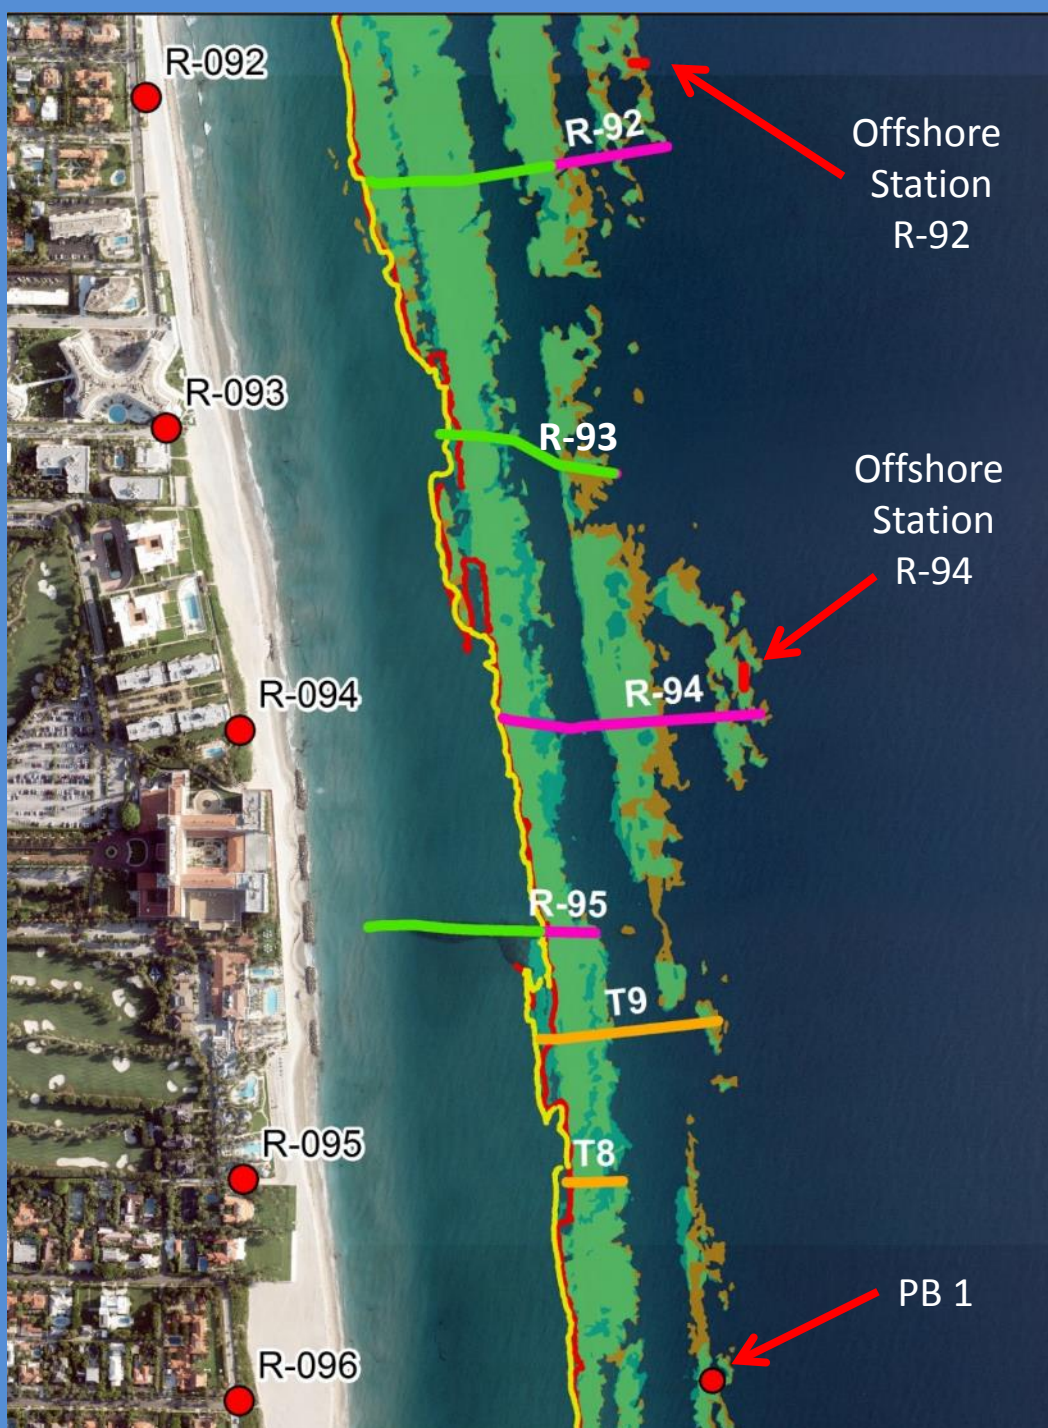 R-092
R-92
Offshore
Station
R-92
R-093
R-93
Offshore
Station
R-94
R-094
R-94
R-95
T9
R-095
T8
PB 1
R-096